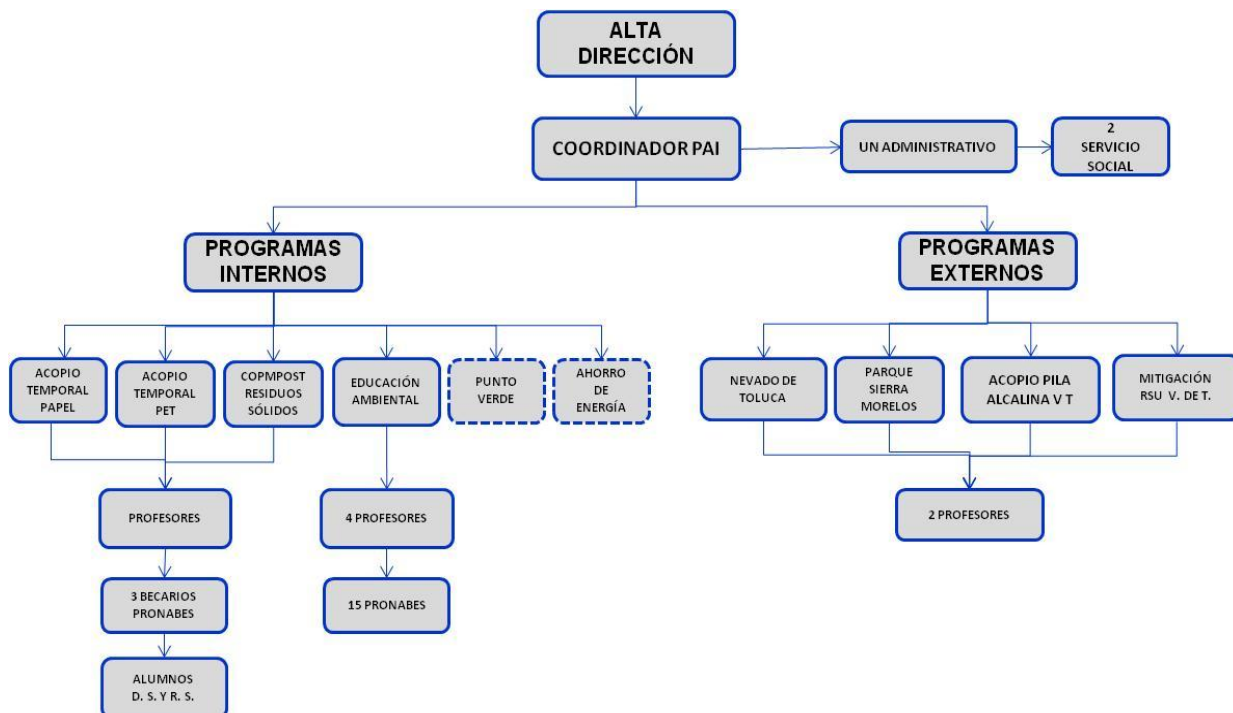 ALTA
DIRECCIÓN
COORDINADOR PAI
UN ADMINISTRATIVO
2
SERVICIO
SOCIAL
PROGRAMAS
INTERNOS
PROGRAMAS
EXTERNOS
ACOPIO
TEMPORAL
PAPEL
ACOPIO
TEMPORAL
PET
COPMPOST
RESIDUOS
SÓLIDOS
EDUCACIÓN
AMBIENTAL
PUNTO
VERDE
AHORRO
DE
ENERGÍA
NEVADO DE
TOLUCA
PARQUE
SIERRA
MORELOS
ACOPIO PILA
ALCALINA V T
MITIGACIÓN
RSU V. DE T.
PROFESORES
4 PROFESORES
2 PROFESORES
3 BECARIOS
PRONABES
15 PRONABES
ALUMNOS
D. S. Y R. S.